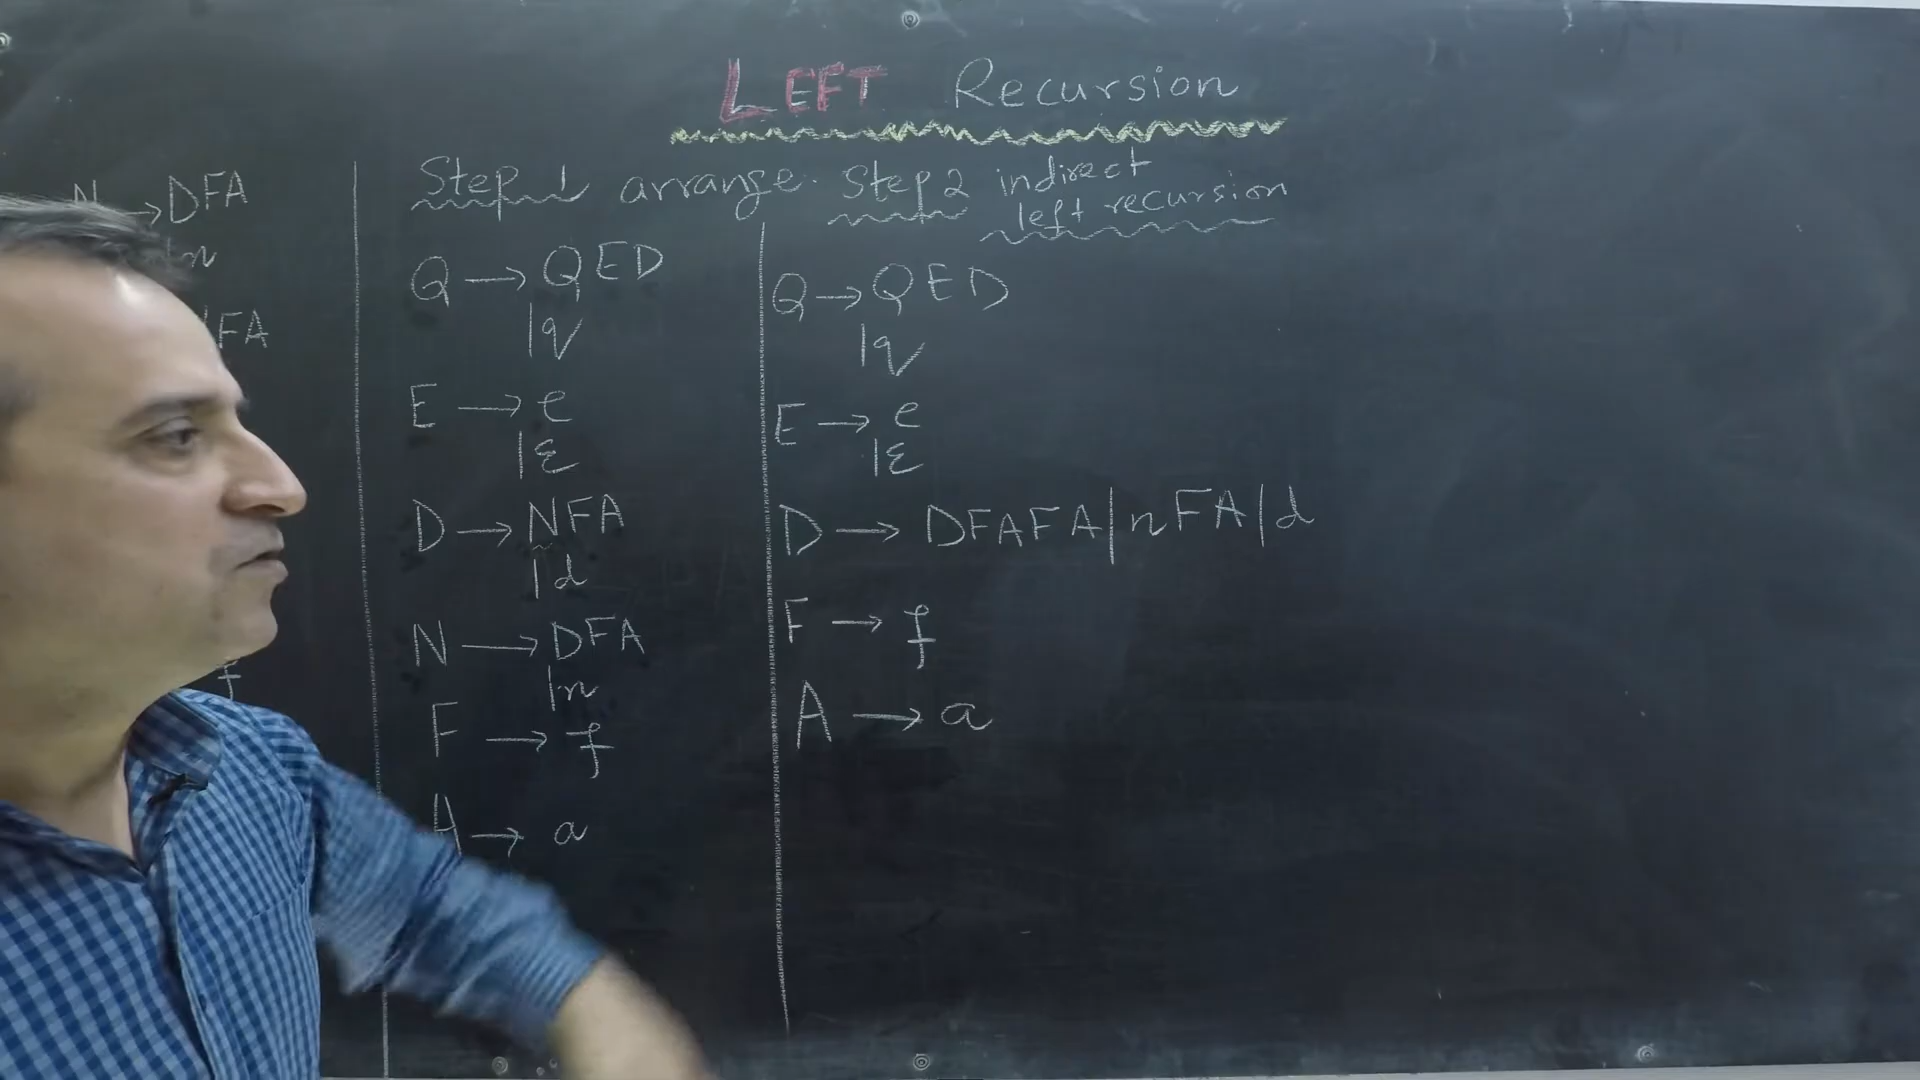 LEFT Recursion
N → DFA
|n
FA
f
Step 1 arrange.
Q → QED
|q
E → e
|ε
D → NFA
|d
N → DFA
|n
F → f
A → a
Step 2 indirect
left recursion
Q → QED
|q
E → e
|ε
D → DFAFA|nFA|d
F → f
A → a